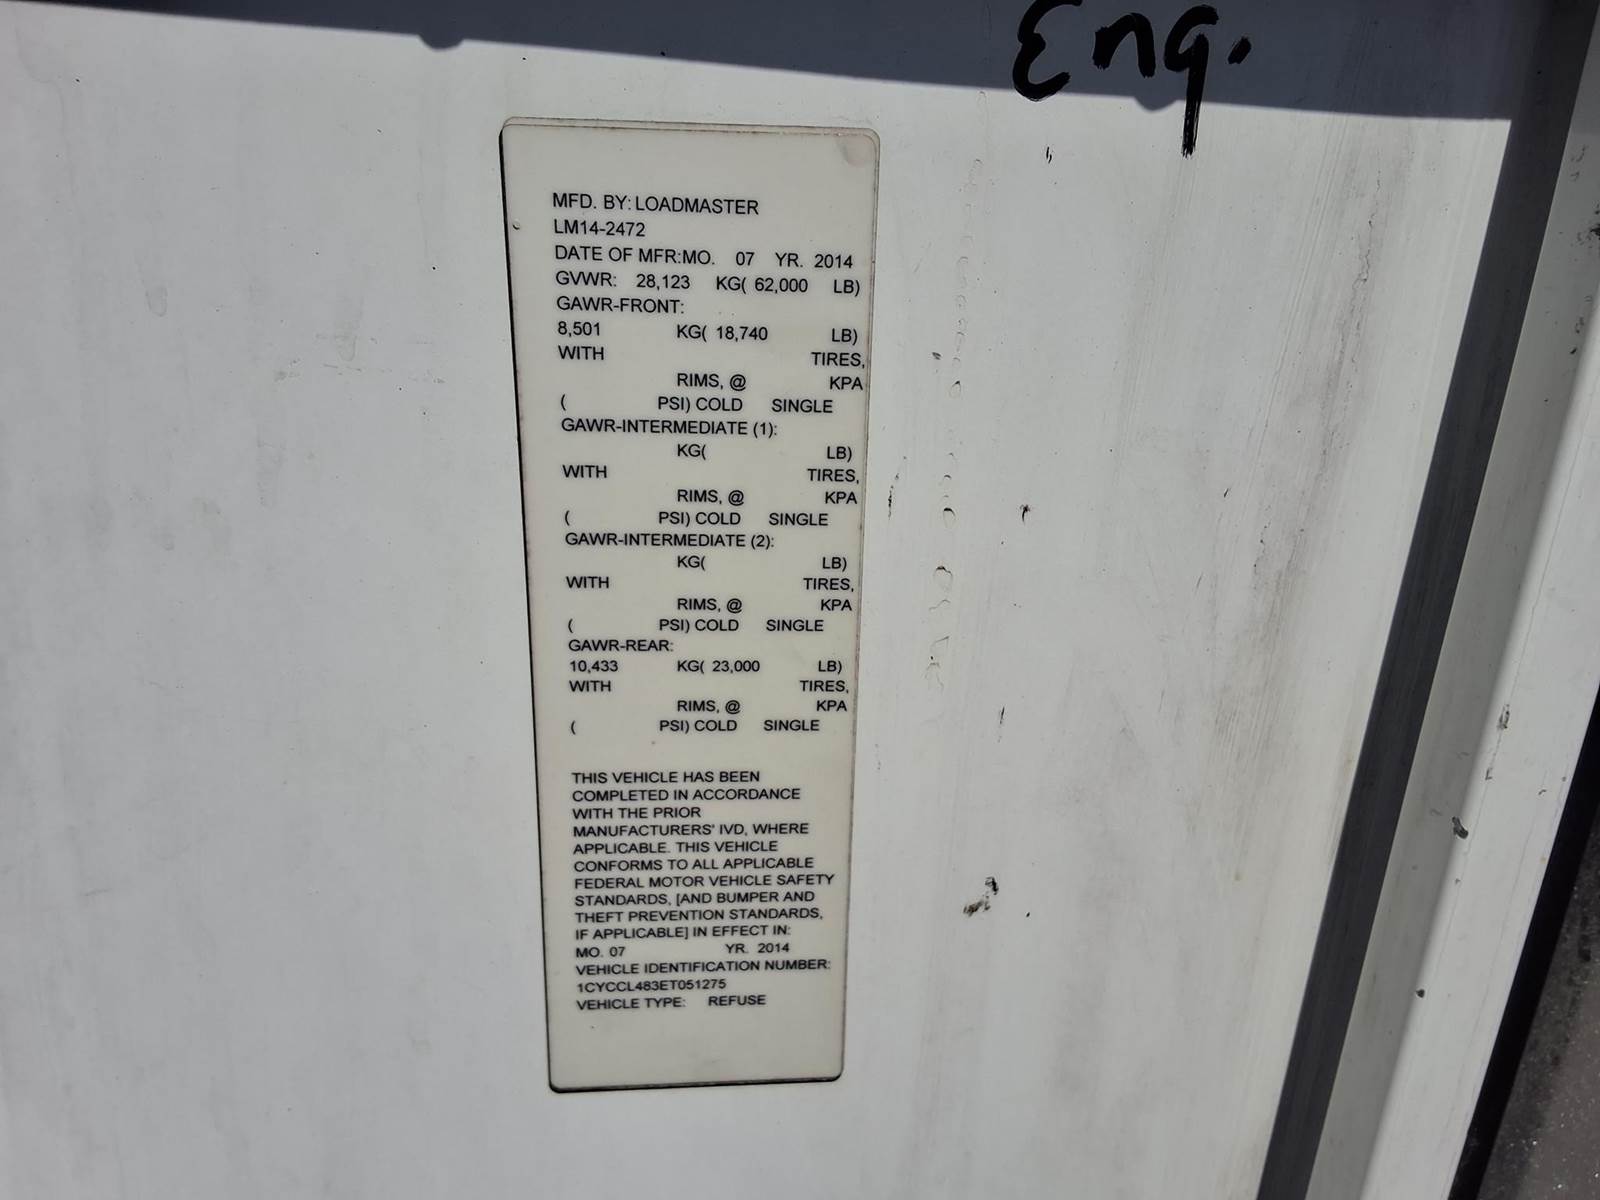 Eng.
MFD. BY: LOADMASTER
LM14-2472
DATE OF MFR:MO. 07 YR. 2014
GVWR: 28,123 KG( 62,000 LB)
GAWR-FRONT:
8,501 KG( 18,740 LB)
WITH TIRES,
RIMS, @ KPA
( PSI) COLD SINGLE
GAWR-INTERMEDIATE (1):
KG( LB)
WITH TIRES,
RIMS, @ KPA
( PSI) COLD SINGLE
GAWR-INTERMEDIATE (2):
KG( LB)
WITH TIRES,
RIMS, @ KPA
( PSI) COLD SINGLE
GAWR-REAR:
10,433 KG( 23,000 LB)
WITH TIRES,
RIMS, @ KPA
( PSI) COLD SINGLE
THIS VEHICLE HAS BEEN
COMPLETED IN ACCORDANCE
WITH THE PRIOR
MANUFACTURERS' IVD, WHERE
APPLICABLE. THIS VEHICLE
CONFORMS TO ALL APPLICABLE
FEDERAL MOTOR VEHICLE SAFETY
STANDARDS, [AND BUMPER AND
THEFT PREVENTION STANDARDS,
IF APPLICABLE] IN EFFECT IN:
MO. 07 YR. 2014
VEHICLE IDENTIFICATION NUMBER:
1CYCCL483ET051275
VEHICLE TYPE: REFUSE